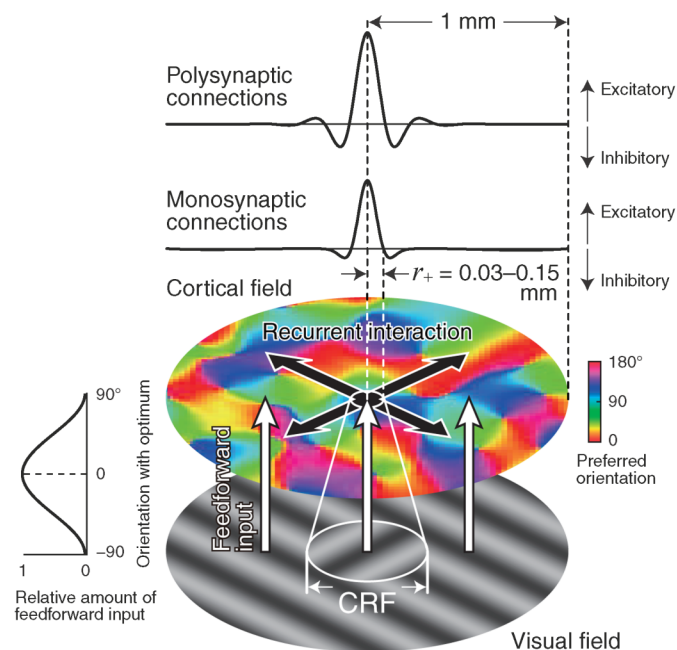 1 mm
Polysynaptic
connections
Excitatory
Inhibitory
Monosynaptic
connections
Excitatory
Inhibitory
r+ = 0.03–0.15
mm
Cortical field
Recurrent interaction
180°
90
0
Preferred
orientation
90°
0
–90
Orientation with optimum
1 0
Relative amount of
feedforward input
Feedforward
input
CRF
Visual field